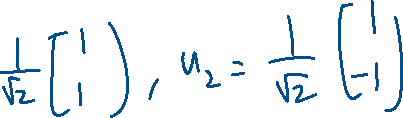 1/√2 [1 1), u₂ = 1/√2 [1 -1)